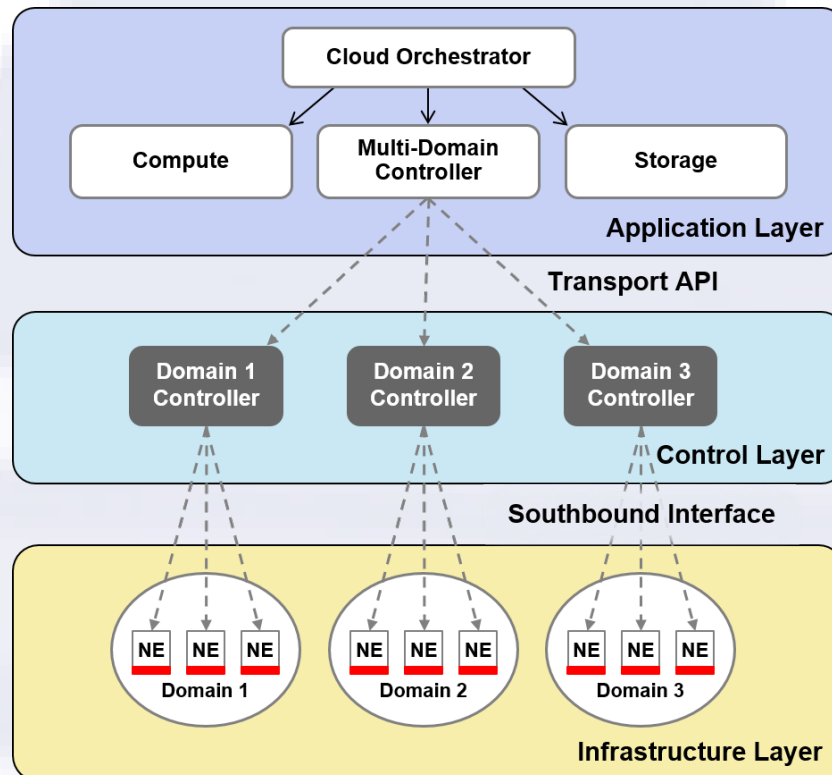 Cloud Orchestrator
Compute
Multi-Domain
Controller
Storage
Application Layer
Transport API
Domain 1
Controller
Domain 2
Controller
Domain 3
Controller
Control Layer
Southbound Interface
NE NE NE
Domain 1
NE NE NE
Domain 2
NE NE NE
Domain 3
Infrastructure Layer